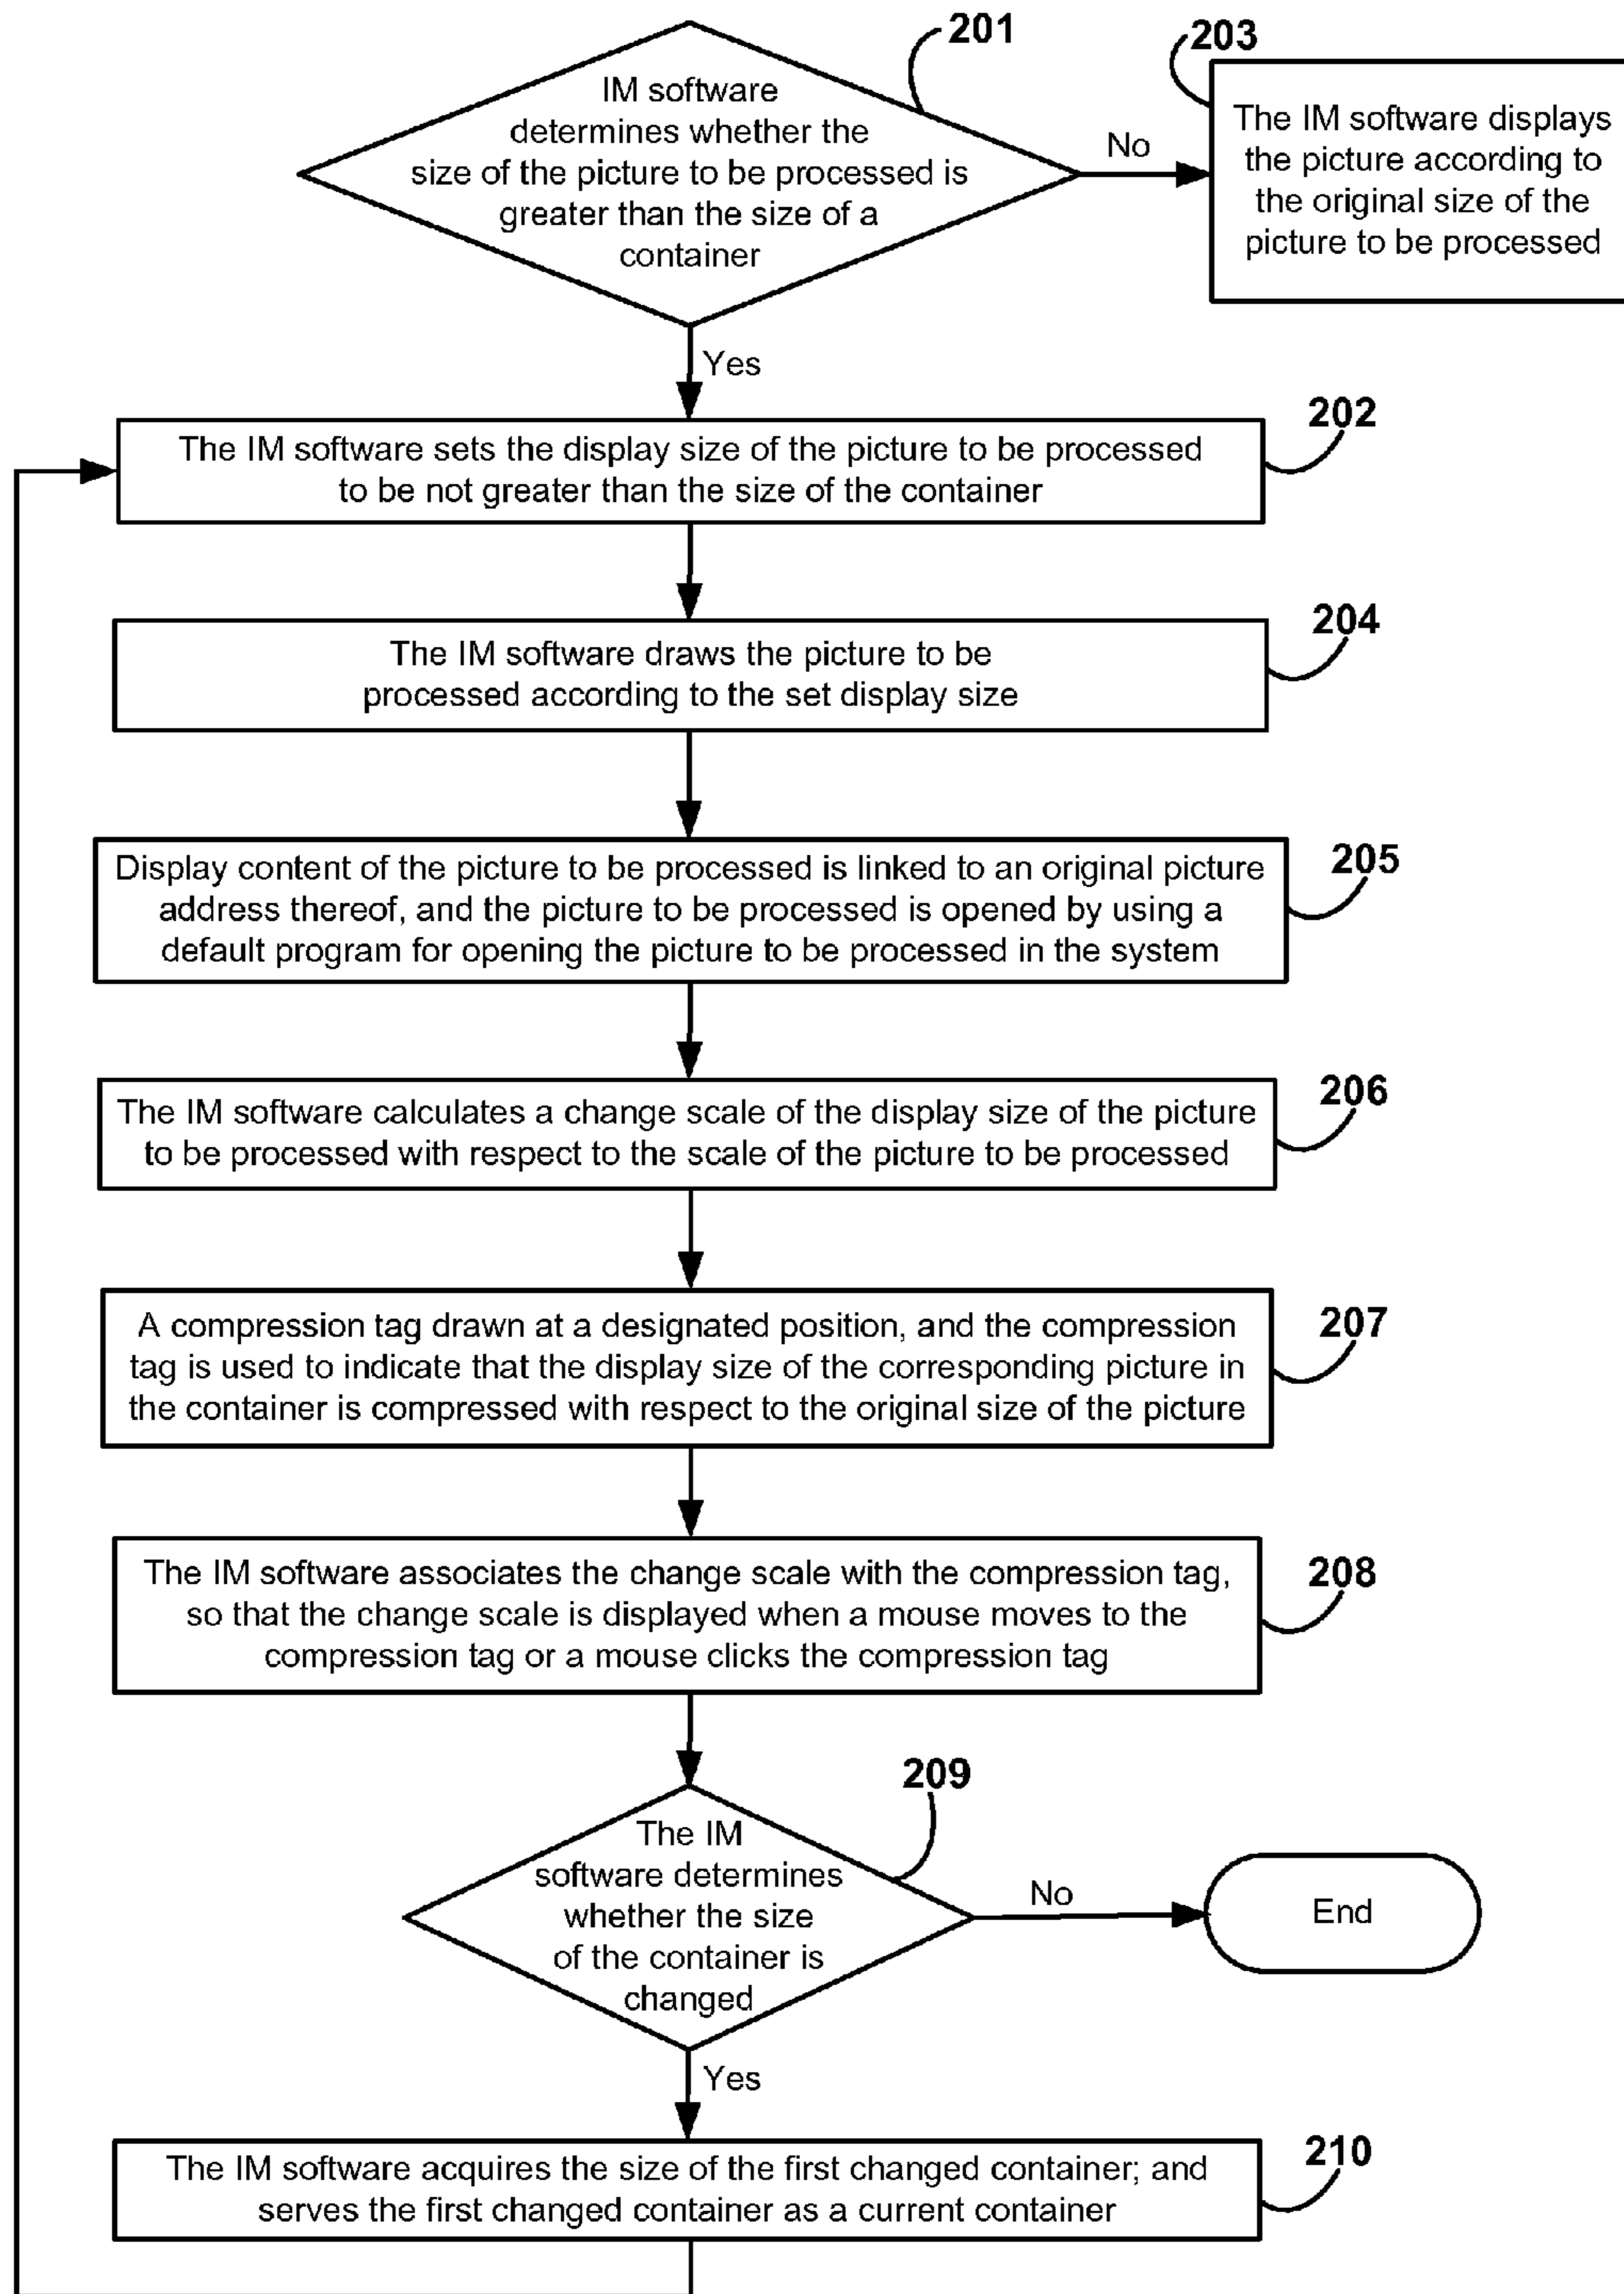 201
IM software
determines whether the
size of the picture to be processed is
greater than the size of a
container
No
203
The IM software displays
the picture according to
the original size of the
picture to be processed
Yes
202
The IM software sets the display size of the picture to be processed
to be not greater than the size of the container
204
The IM software draws the picture to be
processed according to the set display size
205
Display content of the picture to be processed is linked to an original picture
address thereof, and the picture to be processed is opened by using a
default program for opening the picture to be processed in the system
206
The IM software calculates a change scale of the display size of the picture
to be processed with respect to the scale of the picture to be processed
207
A compression tag drawn at a designated position, and the compression
tag is used to indicate that the display size of the corresponding picture in
the container is compressed with respect to the original size of the picture
208
The IM software associates the change scale with the compression tag,
so that the change scale is displayed when a mouse moves to the
compression tag or a mouse clicks the compression tag
209
The IM
software determines
whether the size
of the container is
changed
No
End
Yes
210
The IM software acquires the size of the first changed container; and
serves the first changed container as a current container